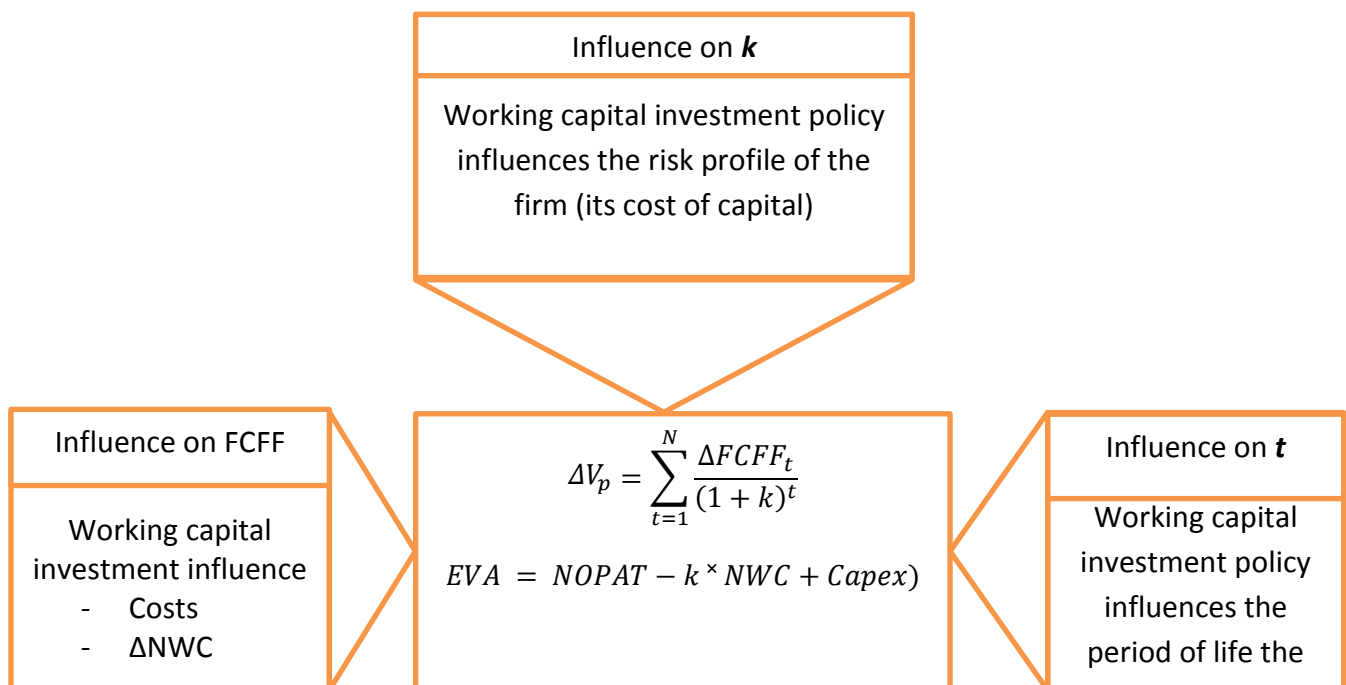 Influence on k
Working capital investment policy
influences the risk profile of the
firm (its cost of capital)
Influence on FCFF
Working capital
investment influence
- Costs
- ΔNWC
ΔV_p = \sum_{t=1}^{N} \frac{ΔFCFF_t}{(1 + k)^t}
EVA = NOPAT − k × NWC + Capex)
Influence on t
Working capital
investment policy
influences the
period of life the